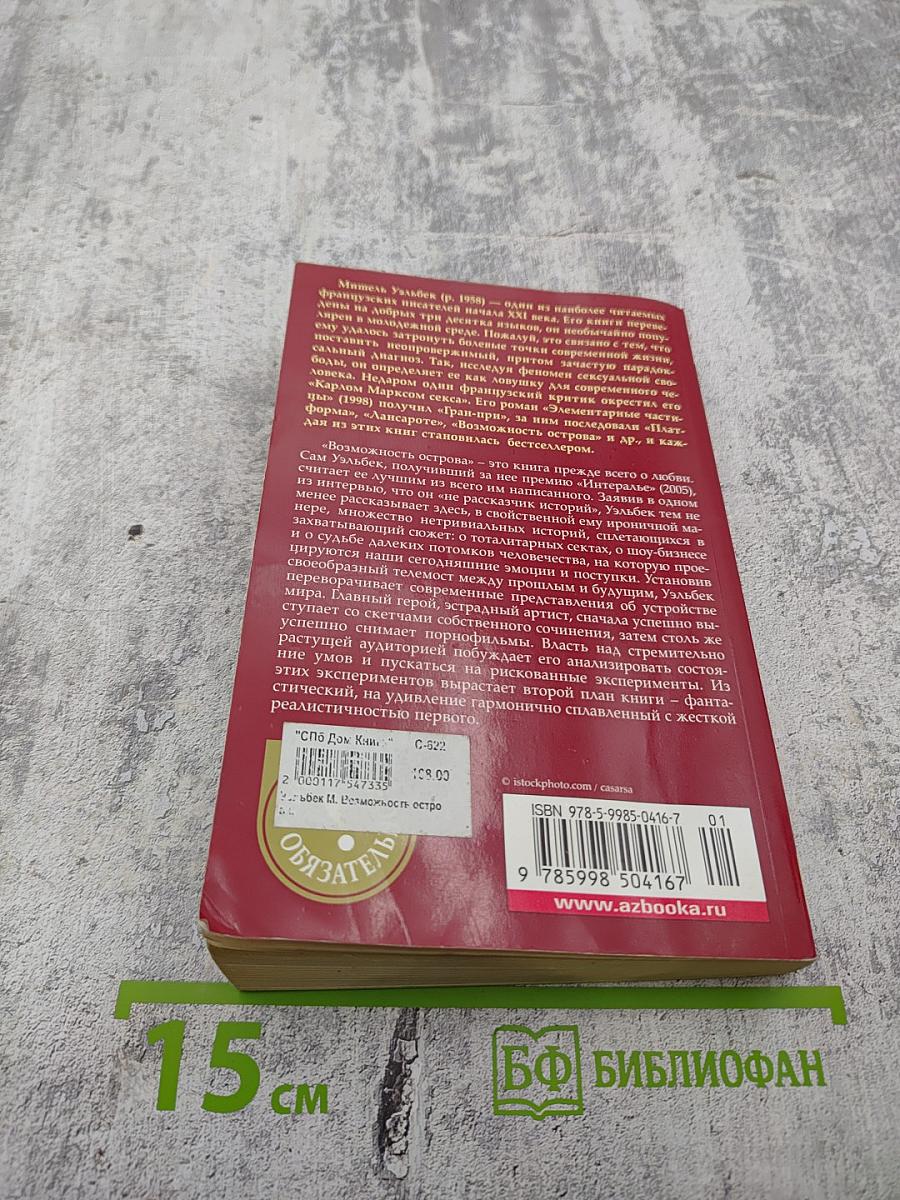 Мишель Уэльбек (р. 1958) — один из наиболее читаемых
французских писателей начала XXI века. Его книги переве-
дены на добрых три десятка языков, он необычайно попу-
лярен в молодежной среде. Пожалуй, это связано с тем, что
ему удалось затронуть болевые точки современной жизни,
поставить неопровержимый, притом зачастую парадок-
сальный диагноз. Так, исследуя феномен сексуальной сво-
боды, он определяет ее как ловушку для современного че-
ловека. Недаром один французский критик окрестил его
«Карлом Марксом секса». Его роман «Элементарные части-
цы» (1998) получил «Гран-при», за ним последовали «Плат-
форма», «Лансароте», «Возможность острова» и др., и каж-
дая из этих книг становилась бестселлером.
«Возможность острова» – это книга прежде всего о любви.
Сам Уэльбек, получивший за нее премию «Интералье» (2005),
считает ее лучшим из всего им написанного. Заявив в одном
из интервью, что он «не рассказчик историй», Уэльбек тем не
менее рассказывает здесь, в свойственной ему ироничной ма-
нере, множество нетривиальных историй, сплетающихся в
захватывающий сюжет: о тоталитарных сектах, о шоу-бизнесе
и о судьбе далеких потомков человечества, на которую прое-
цируются наши сегодняшние эмоции и поступки. Установив
своеобразный телемост между прошлым и будущим, Уэльбек
переворачивает современные представления об устройстве
мира. Главный герой, эстрадный артист, сначала успешно вы-
ступает со скетчами собственного сочинения, затем столь же
успешно снимает порнофильмы. Власть над стремительно
растущей аудиторией побуждает его анализировать состоя-
ние умов и пускаться на рискованные эксперименты. Из
этих экспериментов вырастает второй план книги – фанта-
стический, на удивление гармонично сплавленный с жесткой
реалистичностью первого.
"СПб Дом Книги" С-622
108.00
2 000117 547335
Уэльбек М. Возможность остро
ОБЯЗАТЕЛЬ
© istockphoto.com / casarsa
ISBN 978-5-9985-0416-7 01
9 785998 504167
www.azbooka.ru
15 см
БФ БИБЛИОФАН